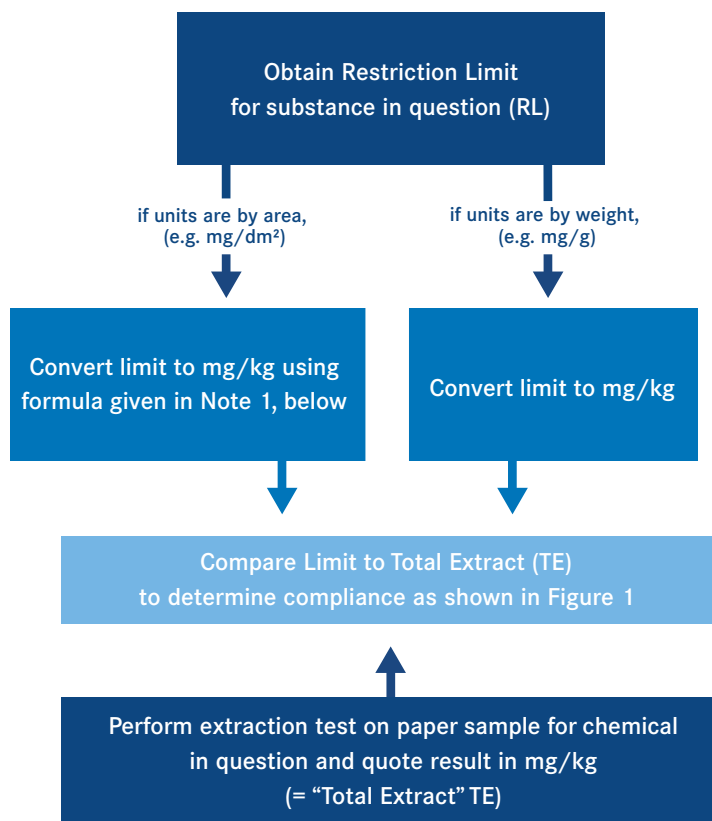 Obtain Restriction Limit
for substance in question (RL)
if units are by area,
(e.g. mg/dm²)
if units are by weight,
(e.g. mg/g)
Convert limit to mg/kg using
formula given in Note 1, below
Convert limit to mg/kg
Compare Limit to Total Extract (TE)
to determine compliance as shown in Figure 1
Perform extraction test on paper sample for chemical
in question and quote result in mg/kg
(= “Total Extract” TE)